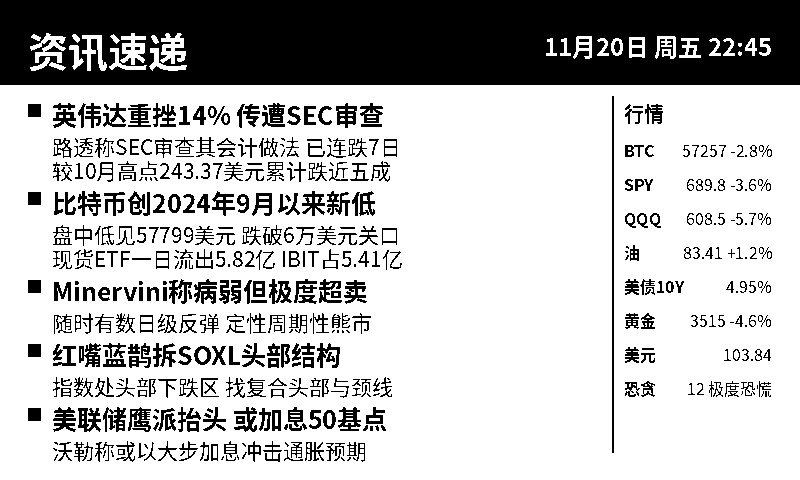 资讯速递
11月20日 周五 22:45
英伟达重挫14% 传遭SEC审查
路透称SEC审查其会计做法 已连跌7日
较10月高点243.37美元累计跌近五成
比特币创2024年9月以来新低
盘中低见57799美元 跌破6万美元关口
现货ETF一日流出5.82亿 IBIT占5.41亿
Minervini称病弱但极度超卖
随时有数日级反弹 定性周期性熊市
红嘴蓝鹊拆SOXL头部结构
指数处头部下跌区 找复合头部与颈线
美联储鹰派抬头 或加息50基点
沃勒称或以大步加息冲击通胀预期
行情
BTC 57257 -2.8%
SPY 689.8 -3.6%
QQQ 608.5 -5.7%
油 83.41 +1.2%
美债10Y 4.95%
黄金 3515 -4.6%
美元 103.84
恐贪 12 极度恐慌